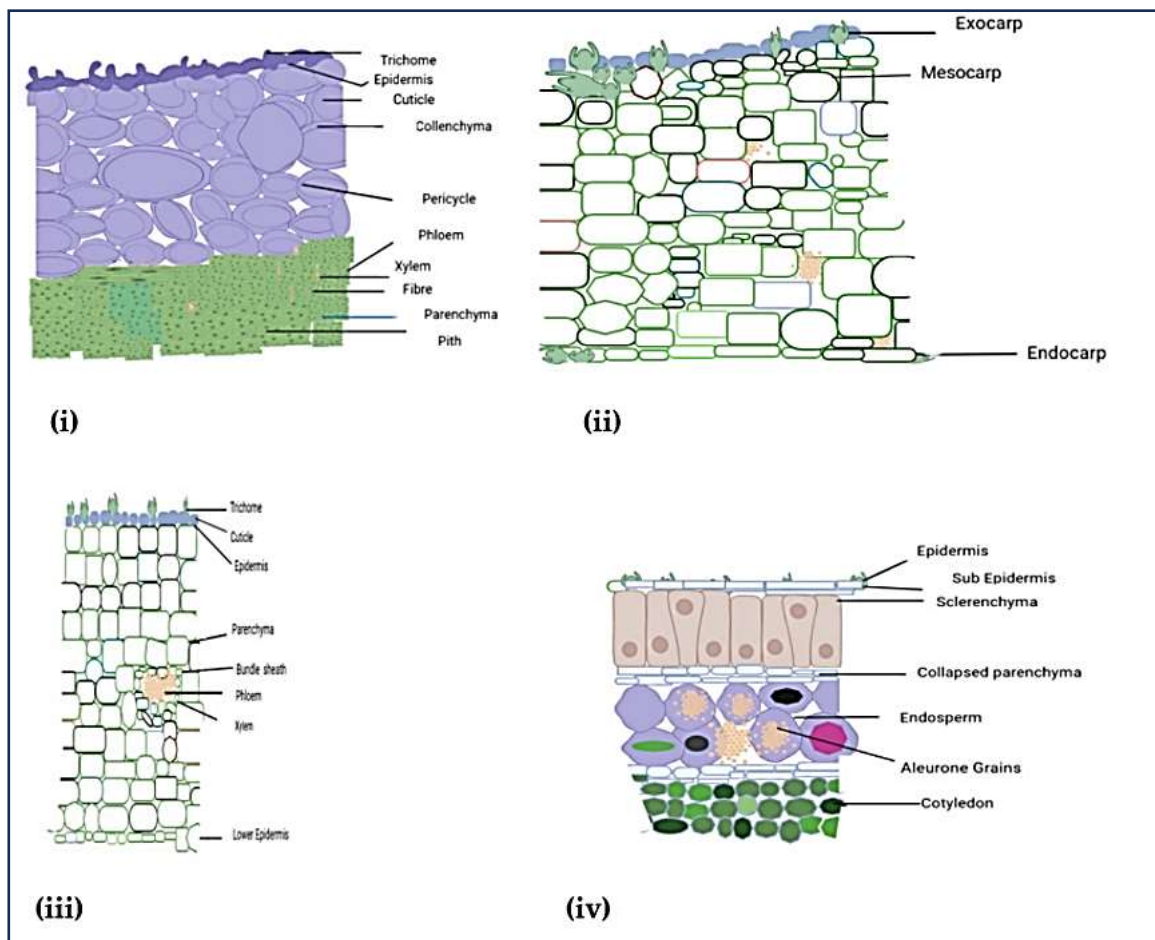 Trichome
Epidermis
Cuticle
Collenchyma
Pericycle
Phloem
Xylem
Fibre
Parenchyma
Pith
(i)
Exocarp
Mesocarp
Endocarp
(ii)
Trichome
Cuticle
Epidermis
Parenchyma
Bundle sheath
Phloem
Xylem
Lower Epidermis
(iii)
Epidermis
Sub Epidermis
Sclerenchyma
Collapsed parenchyma
Endosperm
Aleurone Grains
Cotyledon
(iv)